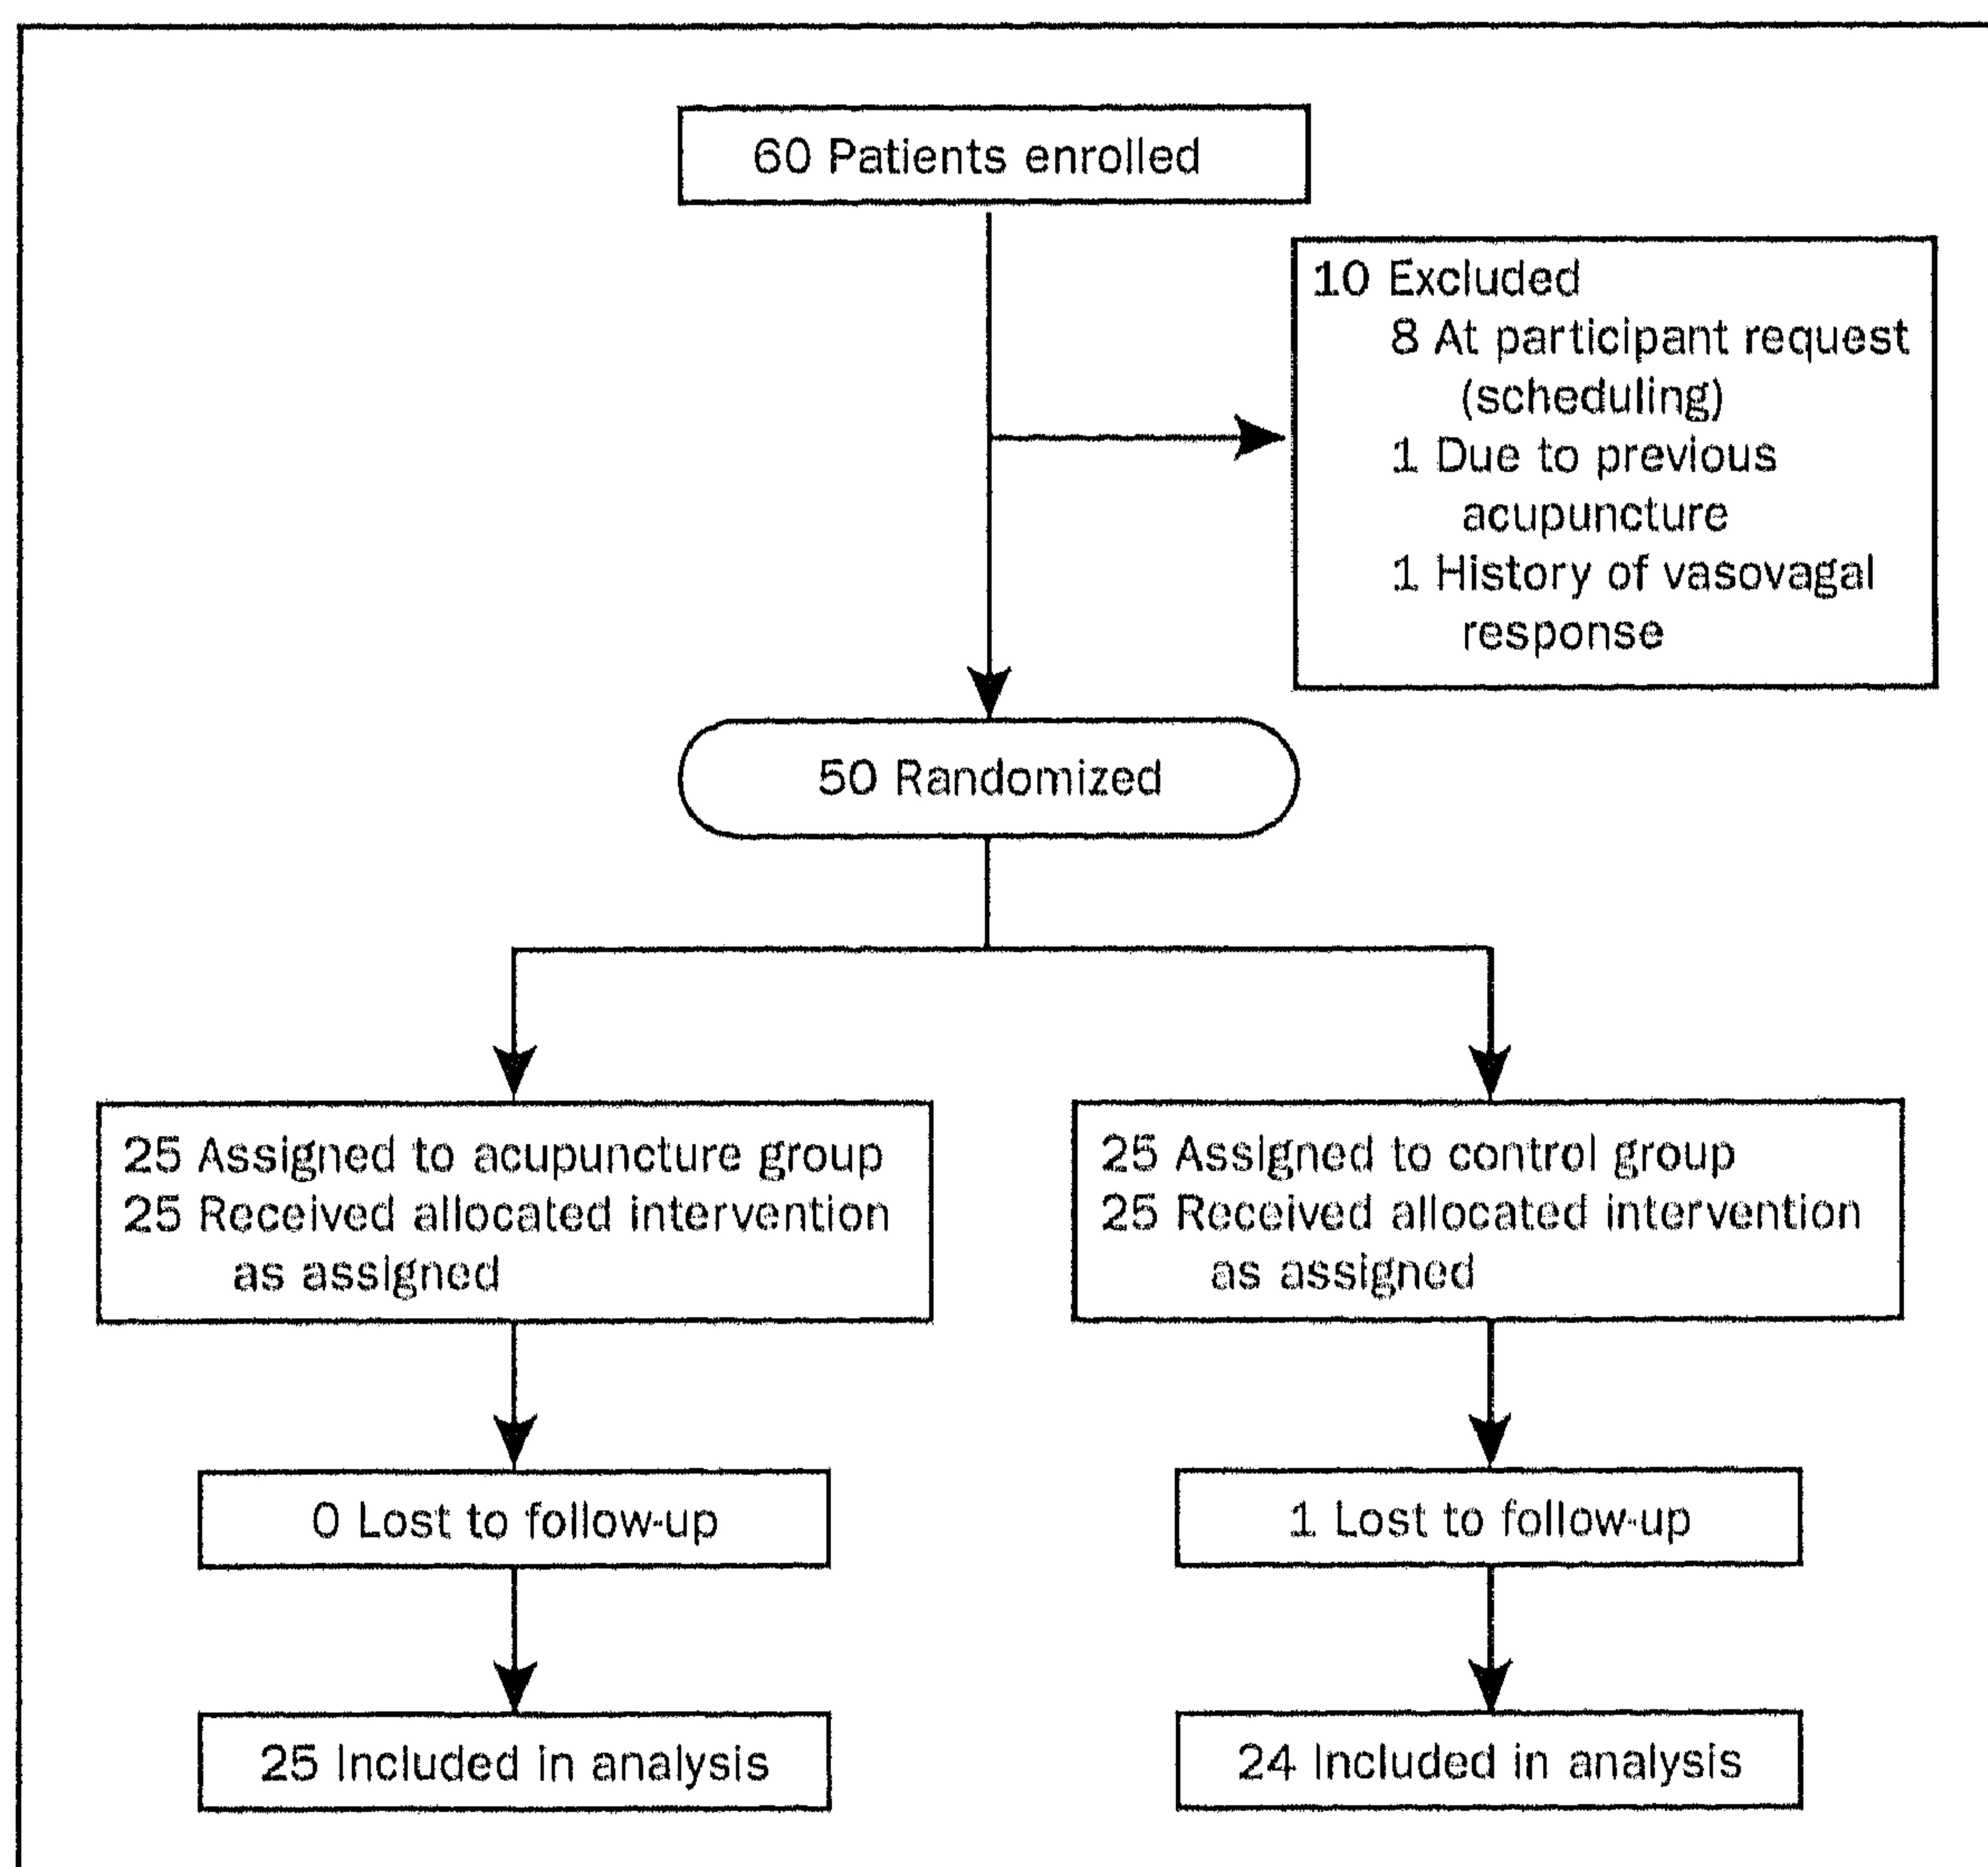 60 Patients enrolled
10 Excluded
8 At participant request
(scheduling)
1 Due to previous
acupuncture
1 History of vasovagal
response
50 Randomized
25 Assigned to acupuncture group
25 Received allocated intervention
as assigned
25 Assigned to control group
25 Received allocated intervention
as assigned
0 Lost to follow-up
1 Lost to follow-up
25 Included in analysis
24 Included in analysis